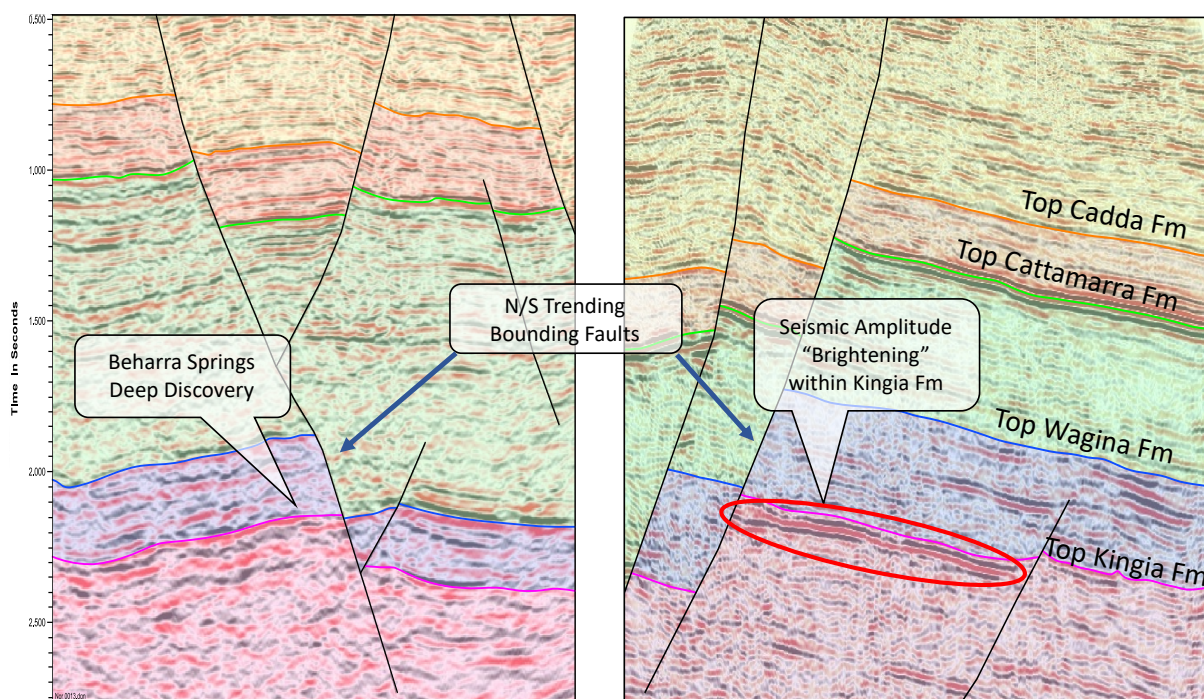 0.500
1.000
1.500
2.000
2.500
Time In Seconds
Beharra Springs
Deep Discovery
N/S Trending
Bounding Faults
Seismic Amplitude
“Brightening”
within Kingia Fm
Top Cadda Fm
Top Cattamarra Fm
Top Wagina Fm
Top Kingia Fm